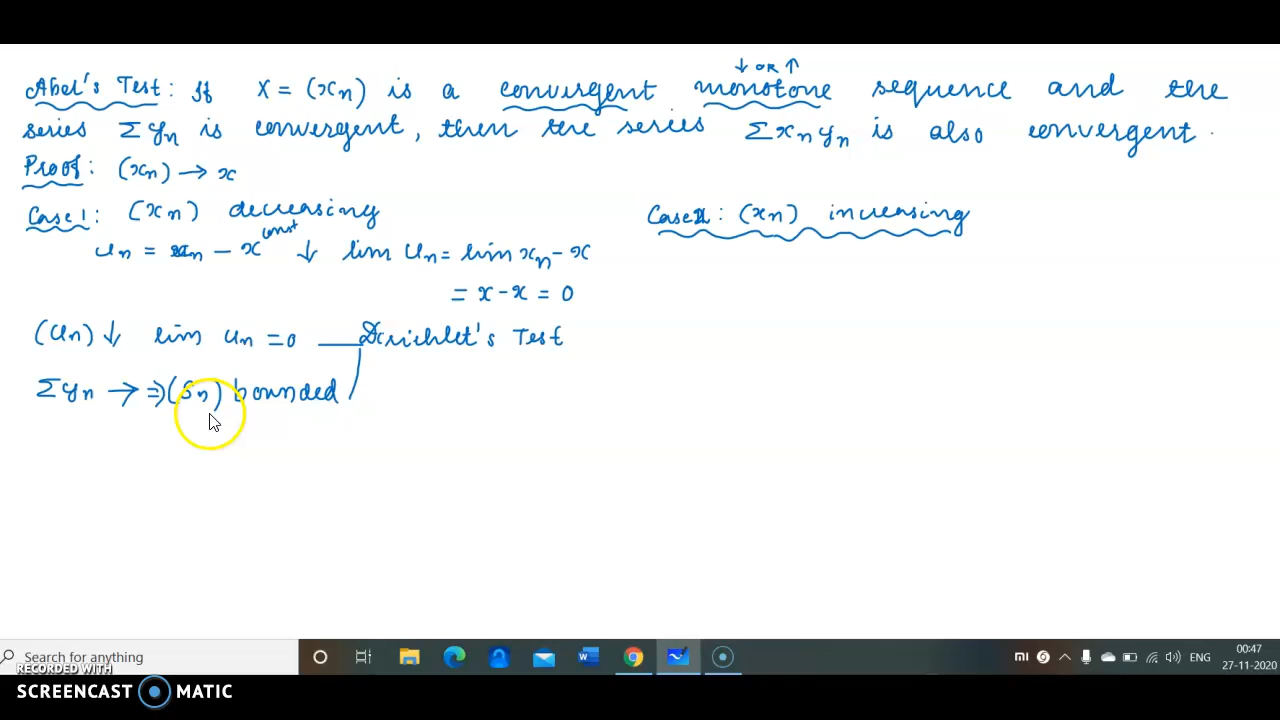 ↓ OR ↑
Abel's Test: If X = (xn) is a convergent monotone sequence and the
series Σyn is convergent, then the series Σxnyn is also convergent.
Proof: (xn) → x
Case 1: (xn) decreasing
const
un = xn - x ↓ lim un = lim xn - x
= x - x = 0
(un) ↓ lim un = 0 Dirichlet's Test
Σyn → ⇒ (sn) bounded
Case 2: (xn) increasing
Search for anything
ENG
00:47
27-11-2020
RECORDED WITH
SCREENCAST MATIC